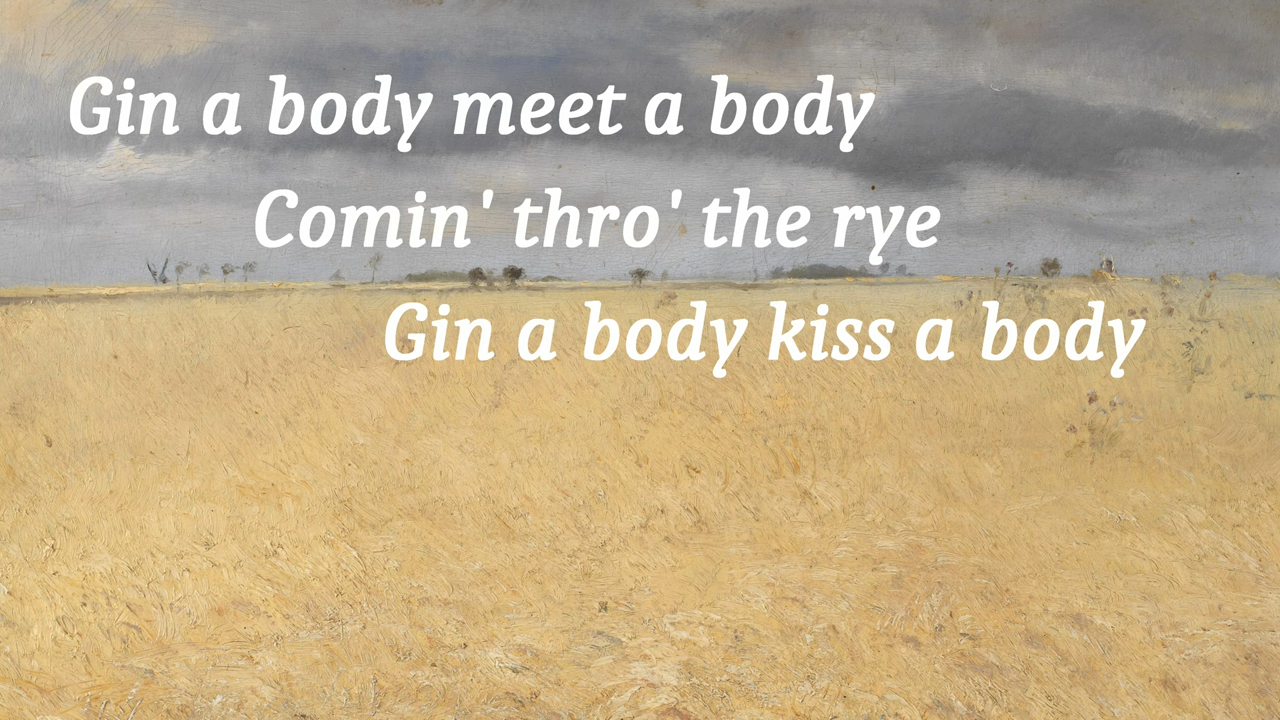 Gin a body meet a body
Comin' thro' the rye
Gin a body kiss a body